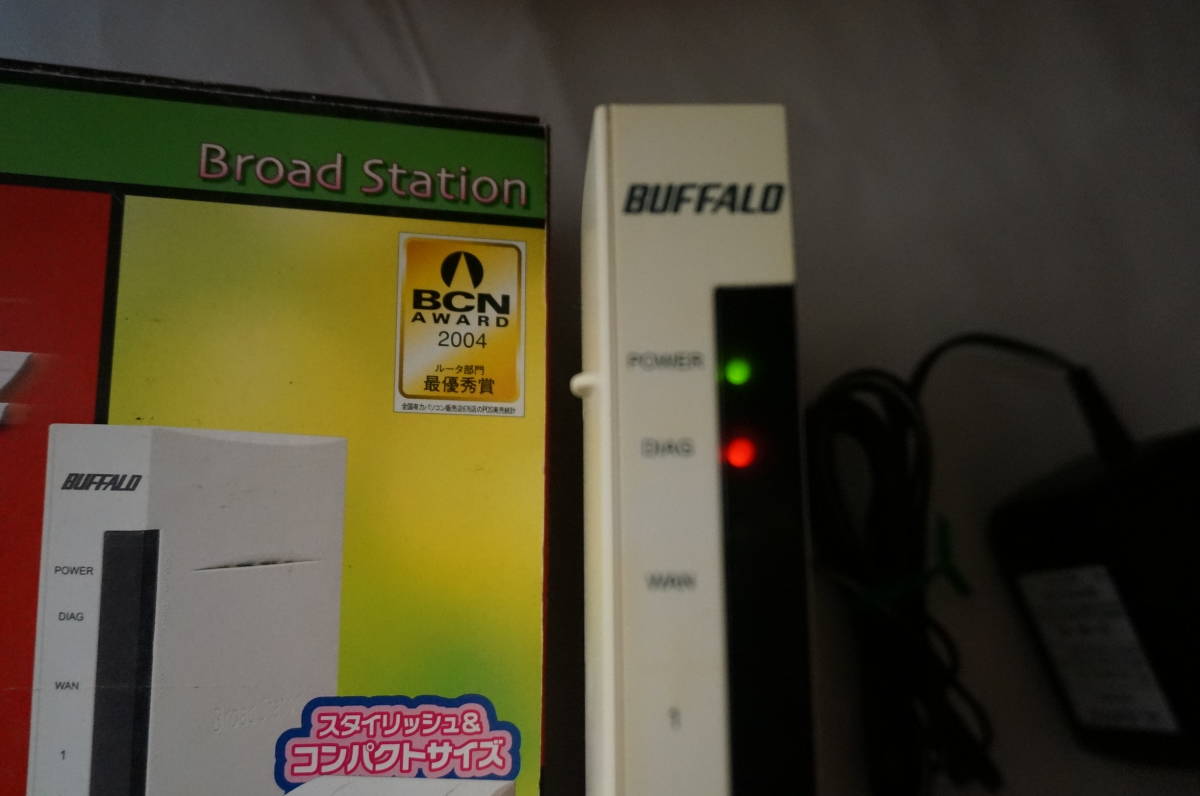 Broad Station
BCN
AWARD
2004
ルータ部門
最優秀賞
BUFFALO
POWER
DIAG
WAN
1
スタイリッシュ&
コンパクトサイズ
BUFFALO
POWER
DIAG
WAN
1